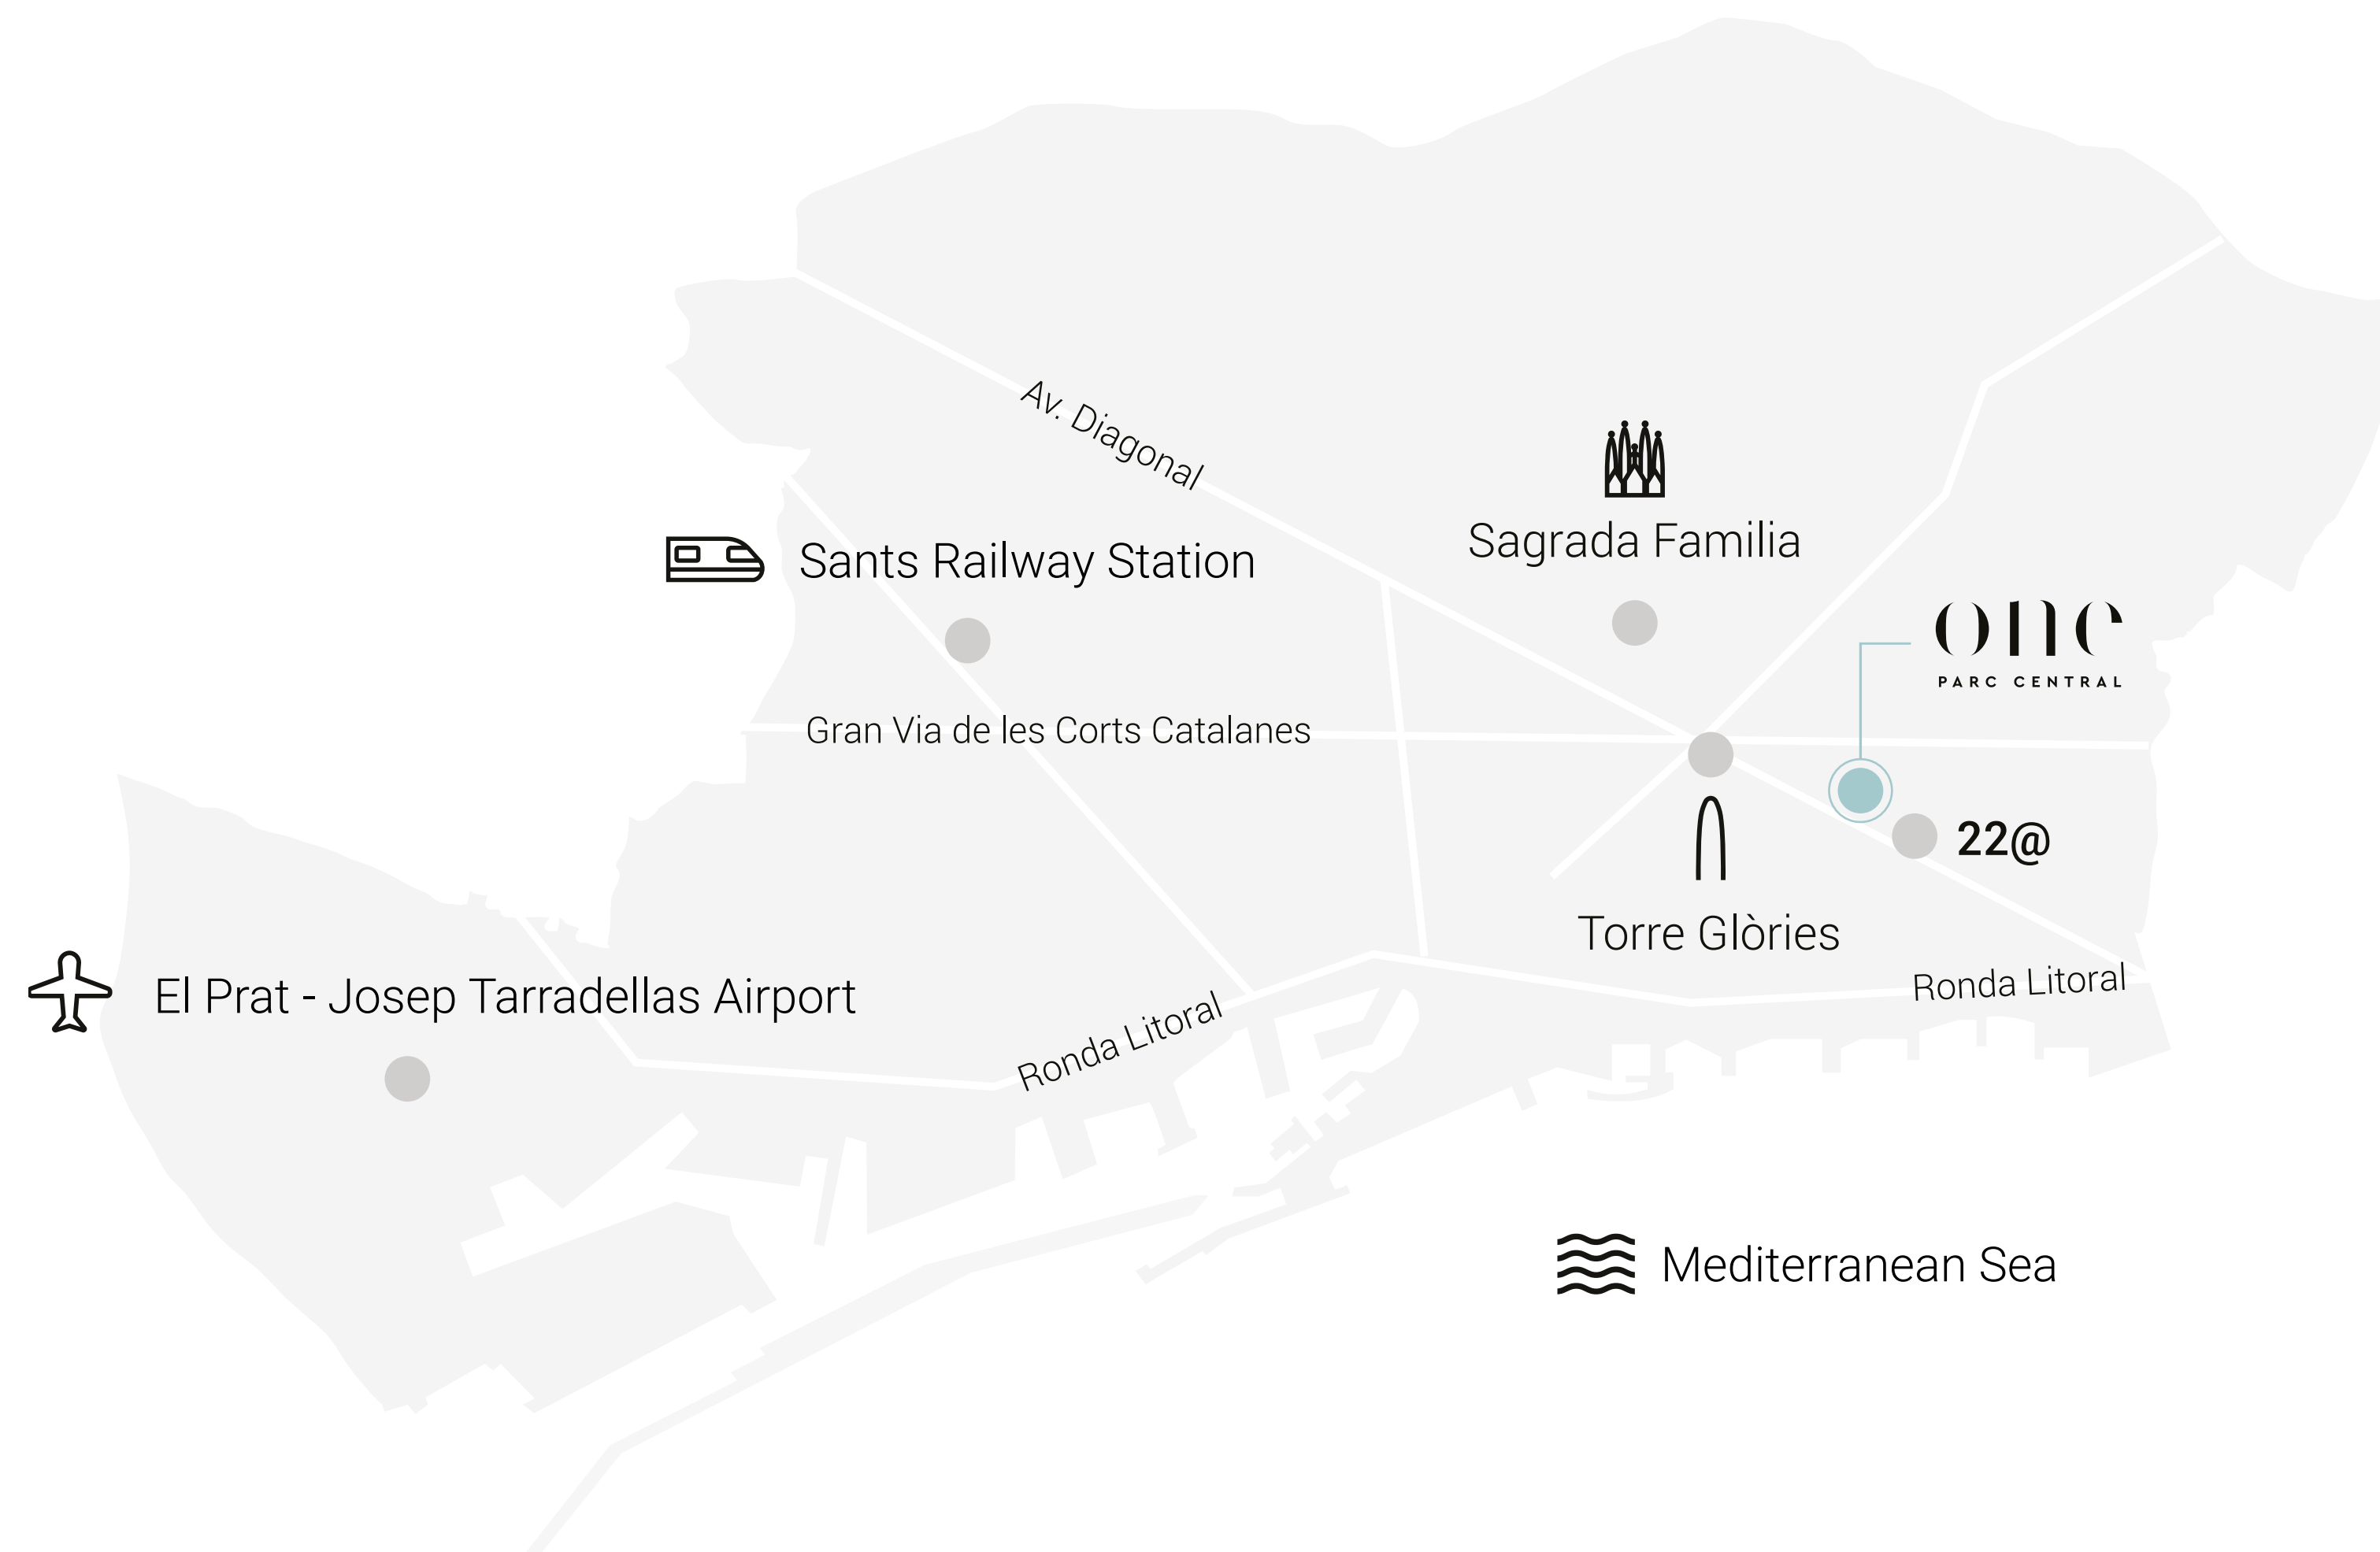 Av. Diagonal
Sagrada Familia
Sants Railway Station
one
PARC CENTRAL
Gran Via de les Corts Catalanes
22@
Torre Glòries
El Prat - Josep Tarradellas Airport
Ronda Litoral
Ronda Litoral
Mediterranean Sea